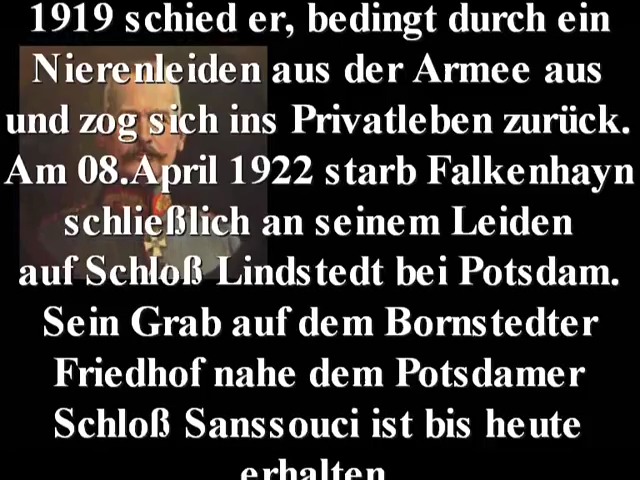 1919 schied er, bedingt durch ein
Nierenleiden aus der Armee aus
und zog sich ins Privatleben zurück.
Am 08.April 1922 starb Falkenhayn
schließlich an seinem Leiden
auf Schloß Lindstedt bei Potsdam.
Sein Grab auf dem Bornstedter
Friedhof nahe dem Potsdamer
Schloß Sanssouci ist bis heute
erhalten